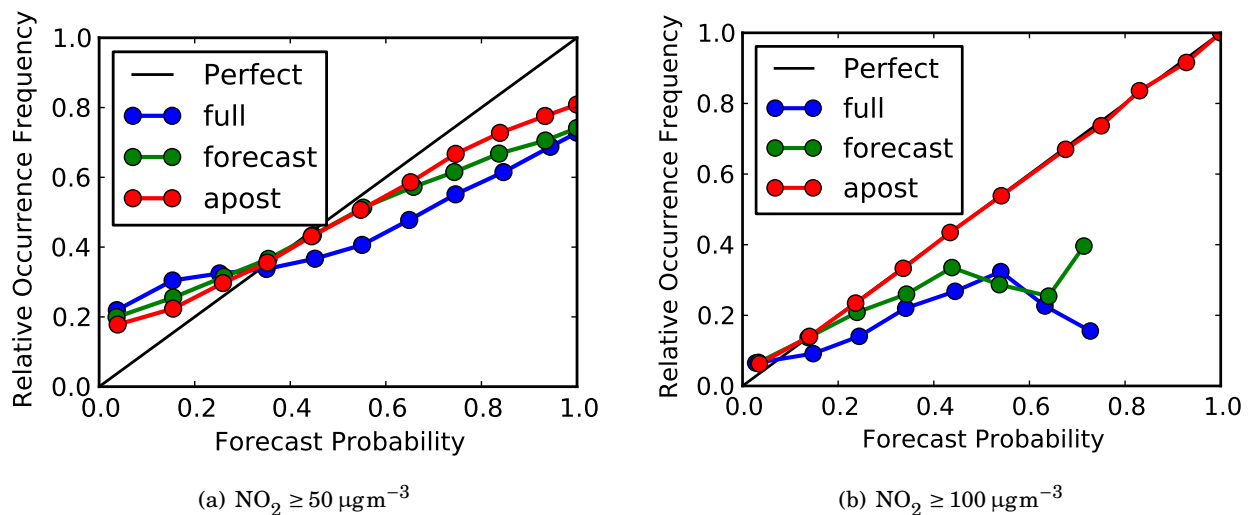 1.0
0.8
0.6
0.4
0.2
0.0
0.0 0.2 0.4 0.6 0.8 1.0
Relative Occurrence Frequency
Forecast Probability
Perfect
full
forecast
apost
(a) NO₂ ≥ 50 µgm⁻³
1.0
0.8
0.6
0.4
0.2
0.0
0.0 0.2 0.4 0.6 0.8 1.0
Relative Occurrence Frequency
Forecast Probability
Perfect
full
forecast
apost
(b) NO₂ ≥ 100 µgm⁻³